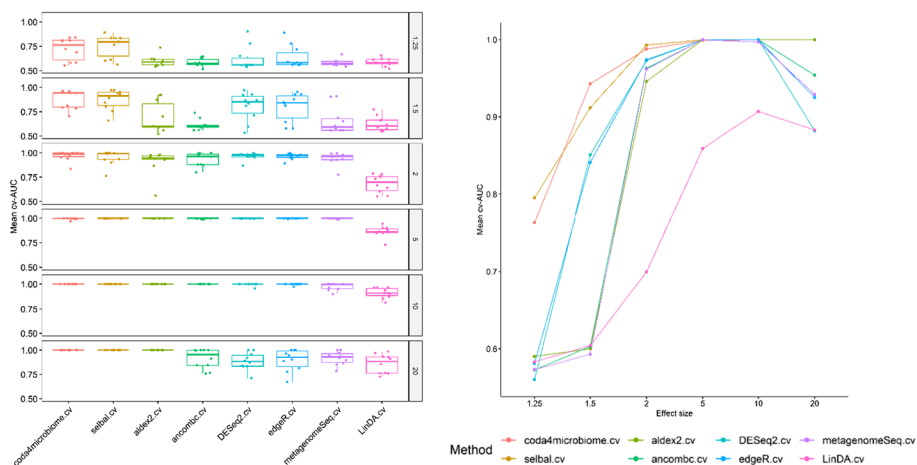 Mean cv-AUC
1.00
0.75
0.50
1.25
1.00
0.75
0.50
1.5
1.00
0.75
0.50
2
1.00
0.75
0.50
5
1.00
0.75
0.50
10
1.00
0.75
0.50
20
coda4microbiome.cv
selbal.cv
aldex2.cv
ancombc.cv
DESeq2.cv
edgeR.cv
metagenomeSeq.cv
LinDA.cv
Mean cv-AUC
1.0
0.9
0.8
0.7
0.6
1.25 1.5 2 5 10 20
Effect size
Method
coda4microbiome.cv aldex2.cv DESeq2.cv metagenomeSeq.cv
selbal.cv ancombc.cv edgeR.cv LinDA.cv